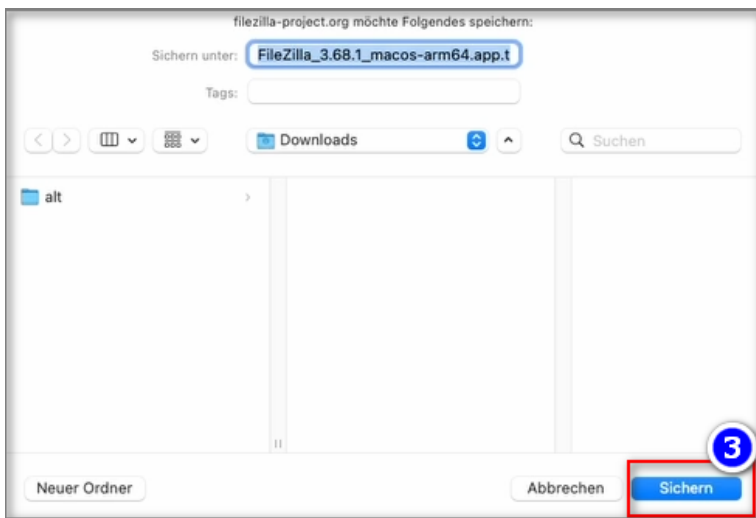 filezilla-project.org möchte Folgendes speichern:
Sichern unter: FileZilla_3.68.1_macos-arm64.app.t
Tags:
Downloads
Suchen
alt
3
Neuer Ordner
Abbrechen
Sichern